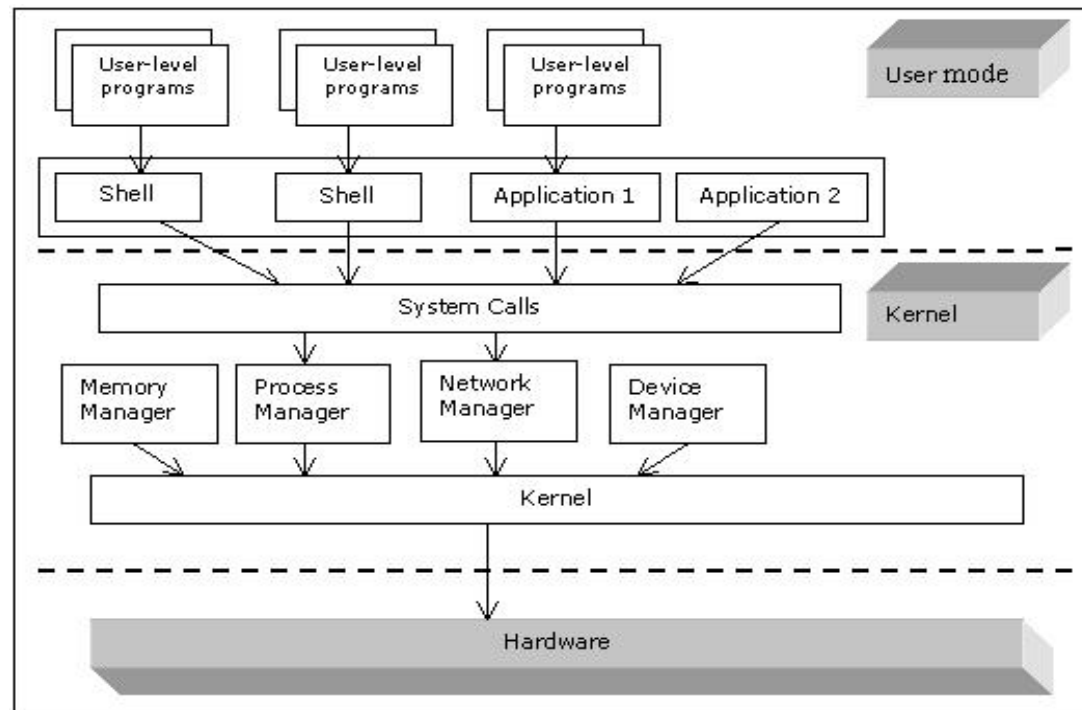 User-level
programs
User-level
programs
User-level
programs
User mode
Shell
Shell
Application 1
Application 2
System Calls
Kernel
Memory
Manager
Process
Manager
Network
Manager
Device
Manager
Kernel
Hardware